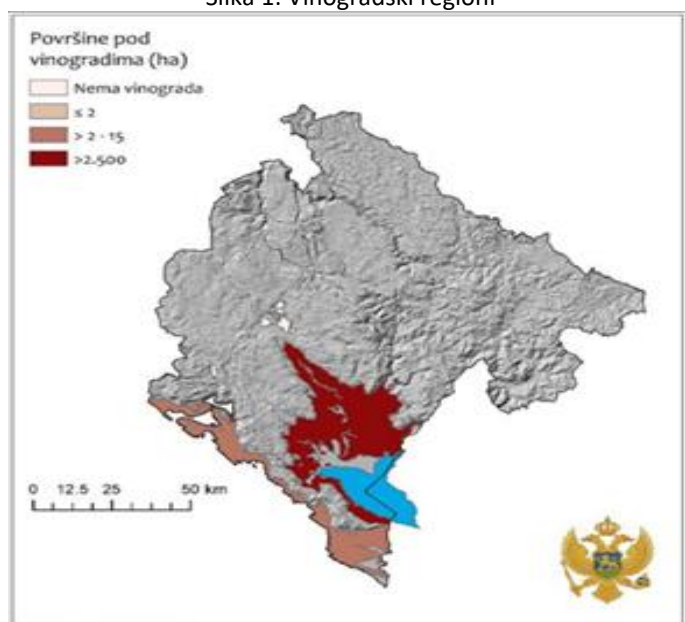 Slika 1. Vinogradski regioni
Površine pod
vinogradima (ha)
Nema vinograda
≤ 2
> 2 - 15
>2.500
0 12.5 25 50 km